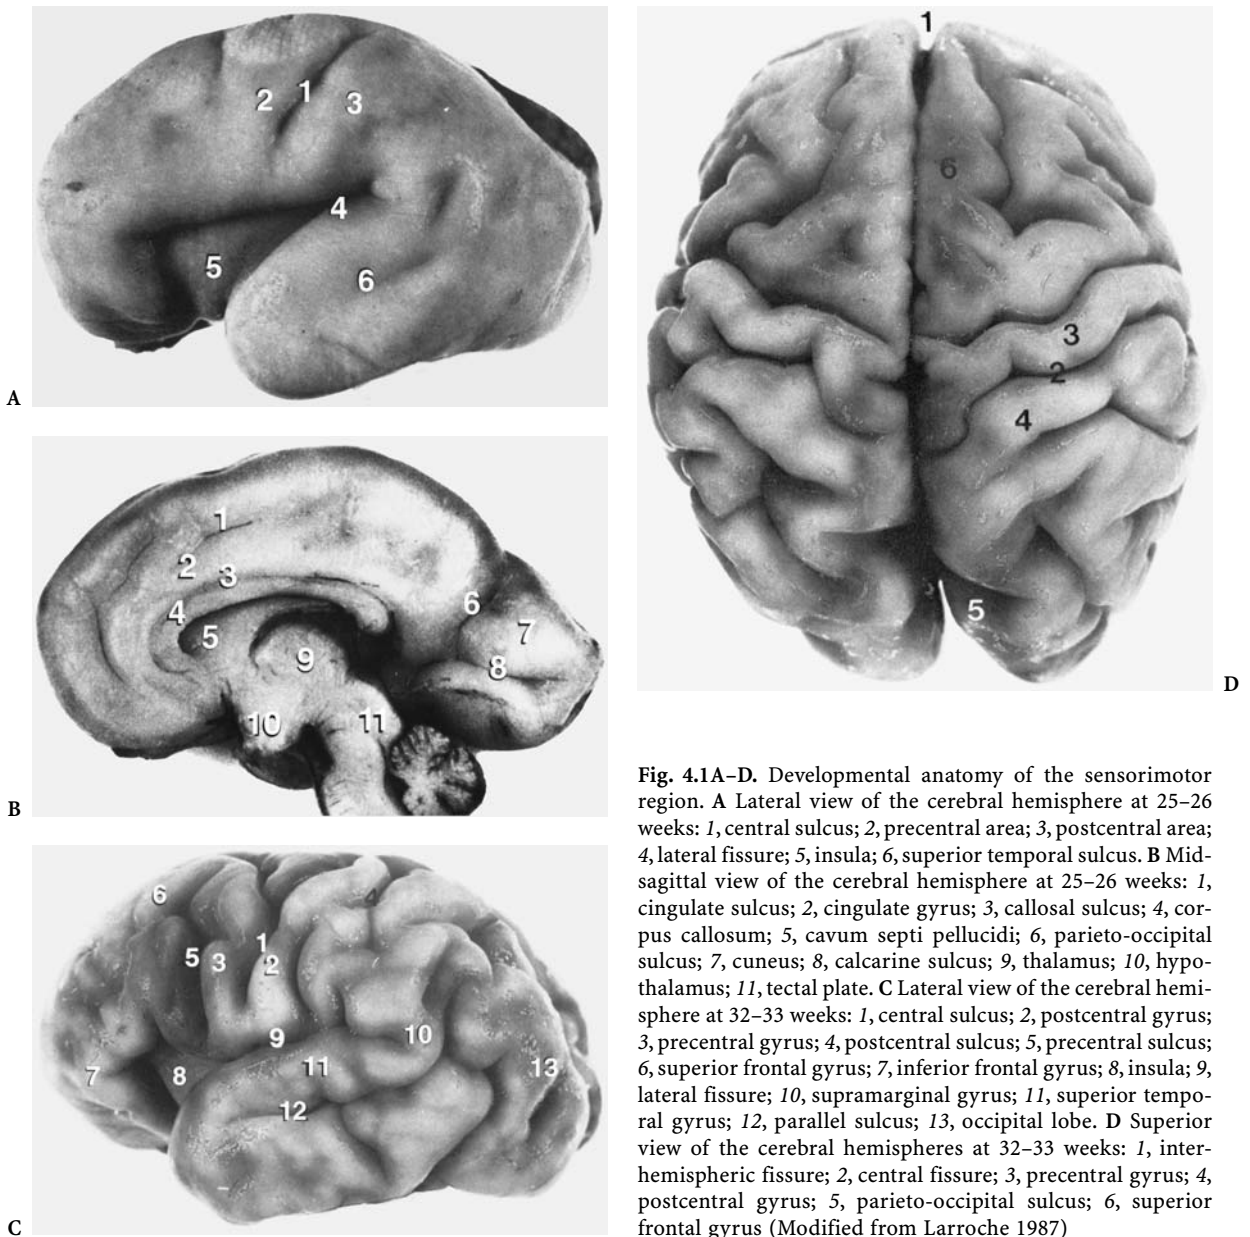 2
1
3
4
5
6
A
1
2
3
4
5
6
7
8
9
10
11
B
6
5
3
1
2
4
9
10
7
8
11
12
13
C
1
6
3
2
4
5
D
Fig. 4.1A–D. Developmental anatomy of the sensorimotor
region. A Lateral view of the cerebral hemisphere at 25–26
weeks: 1, central sulcus; 2, precentral area; 3, postcentral area;
4, lateral fissure; 5, insula; 6, superior temporal sulcus. B Mid-
sagittal view of the cerebral hemisphere at 25–26 weeks: 1,
cingulate sulcus; 2, cingulate gyrus; 3, callosal sulcus; 4, cor-
pus callosum; 5, cavum septi pellucidi; 6, parieto-occipital
sulcus; 7, cuneus; 8, calcarine sulcus; 9, thalamus; 10, hypo-
thalamus; 11, tectal plate. C Lateral view of the cerebral hemi-
sphere at 32–33 weeks: 1, central sulcus; 2, postcentral gyrus;
3, precentral gyrus; 4, postcentral sulcus; 5, precentral sulcus;
6, superior frontal gyrus; 7, inferior frontal gyrus; 8, insula; 9,
lateral fissure; 10, supramarginal gyrus; 11, superior tempo-
ral gyrus; 12, parallel sulcus; 13, occipital lobe. D Superior
view of the cerebral hemispheres at 32–33 weeks: 1, inter-
hemispheric fissure; 2, central fissure; 3, precentral gyrus; 4,
postcentral gyrus; 5, parieto-occipital sulcus; 6, superior
frontal gyrus (Modified from Larroche 1987)